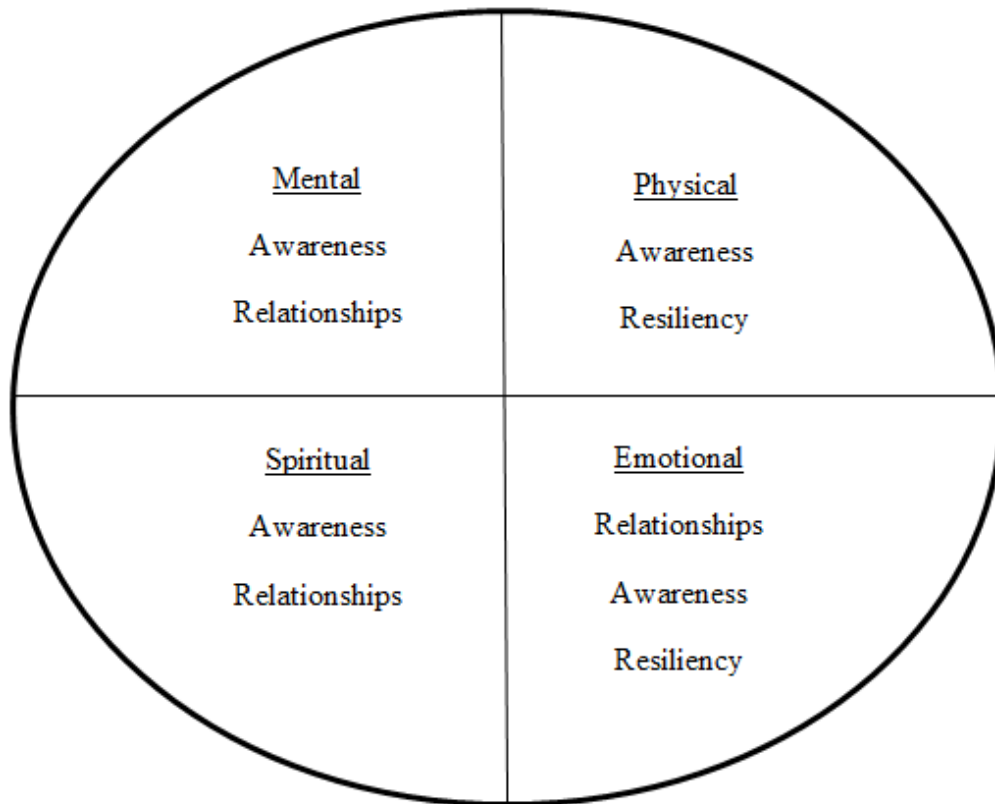 Mental
Awareness
Relationships
Physical
Awareness
Resiliency
Spiritual
Awareness
Relationships
Emotional
Relationships
Awareness
Resiliency